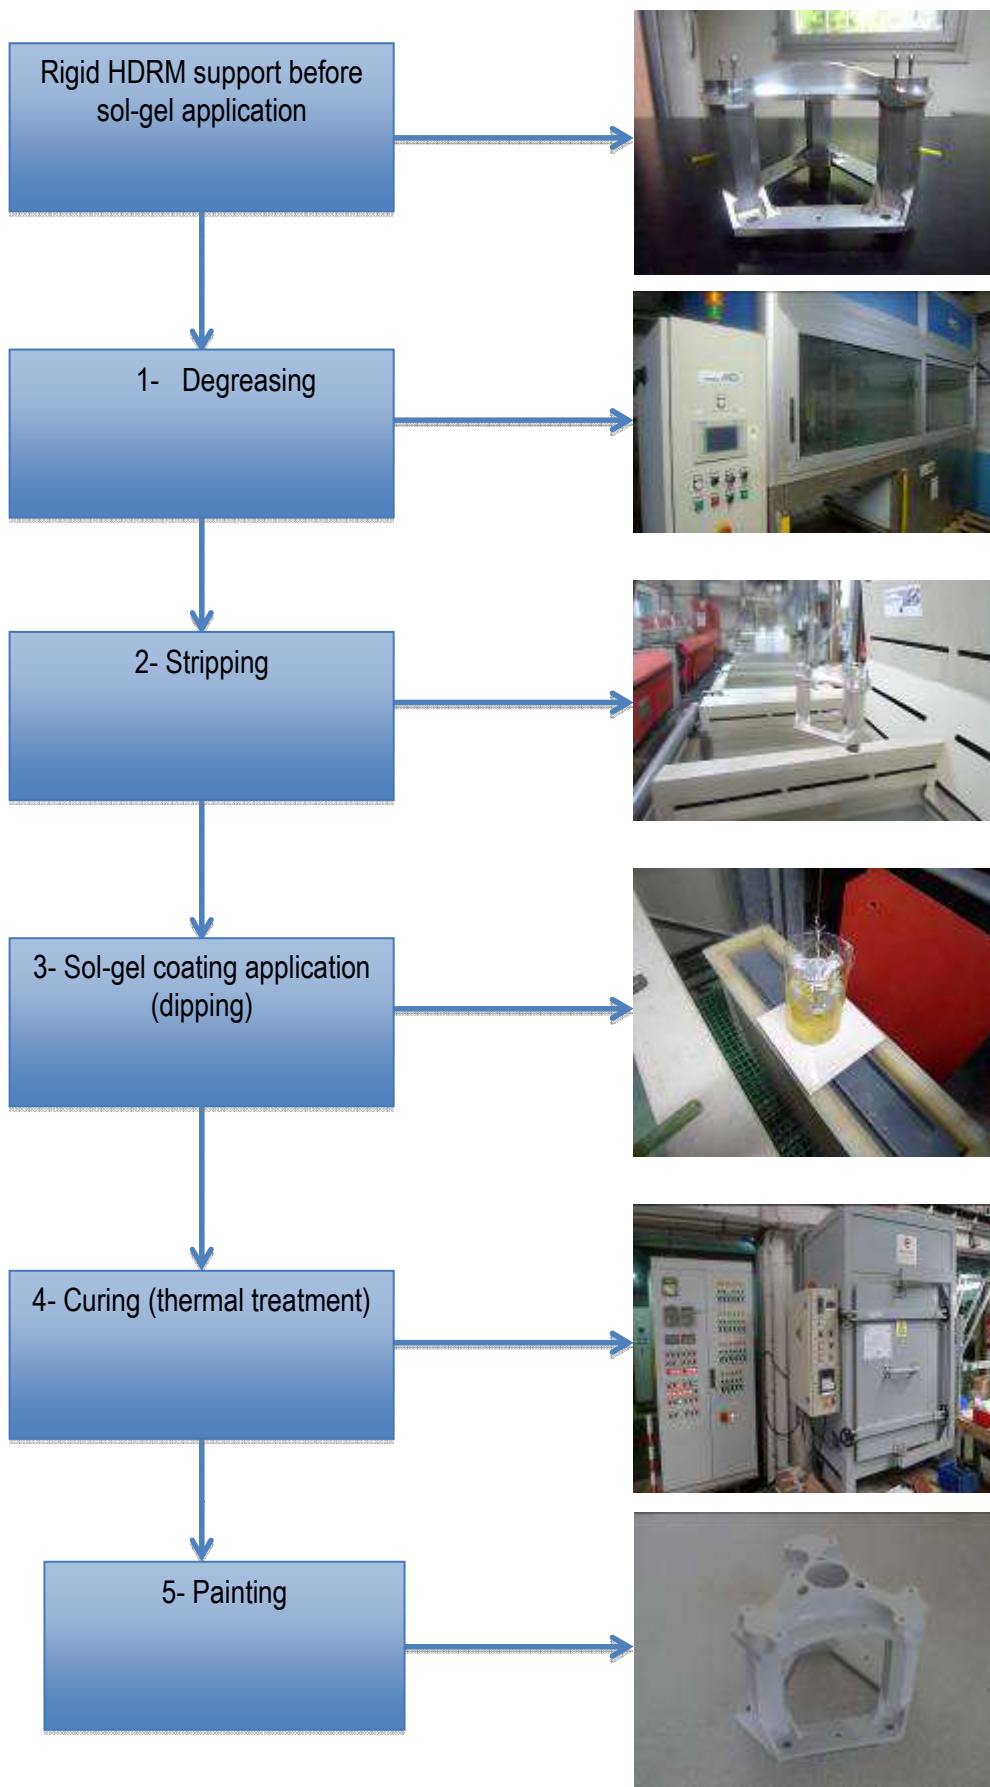 Rigid HDRM support before
sol-gel application
1- Degreasing
2- Stripping
3- Sol-gel coating application
(dipping)
4- Curing (thermal treatment)
5- Painting